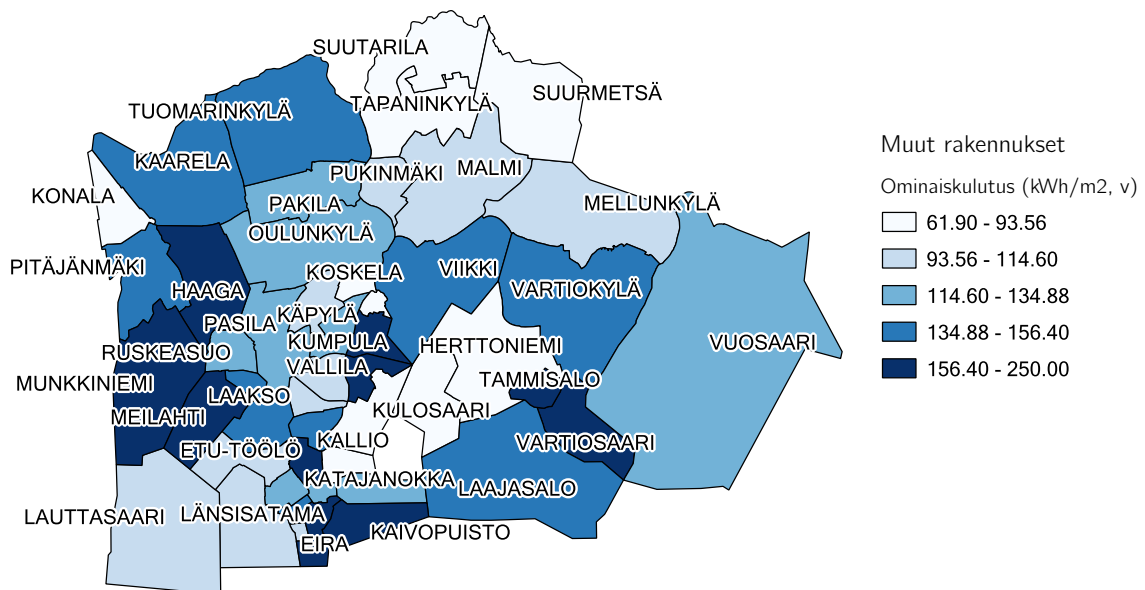 SUUTARILA
SUURMETSÄ
TAPANINKYLÄ
TUOMARINKYLÄ
KAARELA
PUKINMÄKI
MALMI
KONALA
PAKILA
MELLUNKYLÄ
OULUNKYLÄ
PITÄJÄNMÄKI
KOSKELA
VIIKKI
HAAGA
VARTIOKYLÄ
KÄPYLÄ
PASILA
KUMPULA
HERTTONIEMI
VUOSAARI
RUSKEASUO
VALLILA
TAMMISALO
MUNKKINIEMI
LAAKSO
MEILAHTI
KULOSAARI
KALLIO
VARTIOSAARI
ETU-TÖÖLÖ
KATAJANOKKA
LAAJASALO
LAUTTASAARI
LÄNSISATAMA
KAIVOPUISTO
EIRA
Muut rakennukset
Ominaiskulutus (kWh/m2, v)
61.90 - 93.56
93.56 - 114.60
114.60 - 134.88
134.88 - 156.40
156.40 - 250.00